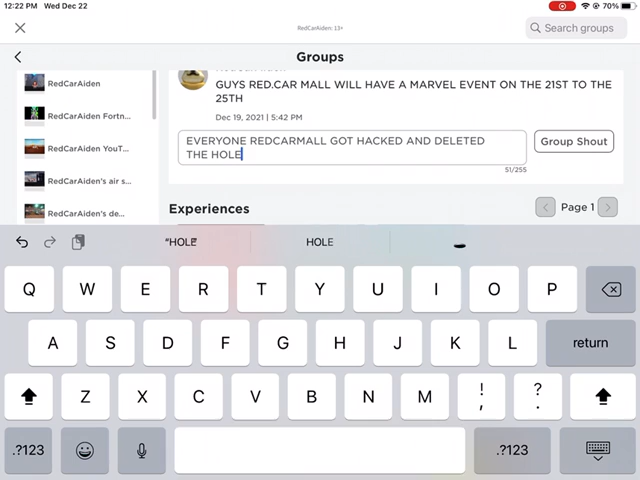 12:22 PM Wed Dec 22
70%
RedCarAiden: 13+
Search groups
Groups
RedCarAiden
RedCarAiden Fortn...
RedCarAiden YouT...
RedCarAiden's air s...
RedCarAiden's de...
GUYS RED.CAR MALL WILL HAVE A MARVEL EVENT ON THE 21ST TO THE
25TH
Dec 19, 2021 | 5:42 PM
EVERYONE REDCARMALL GOT HACKED AND DELETED
THE HOLE
Group Shout
51/255
Experiences
Page 1
"HOLE"
HOLE
Q W E R T Y U I O P
A S D F G H J K L return
Z X C V B N M ! , ? .
.?123 .?123